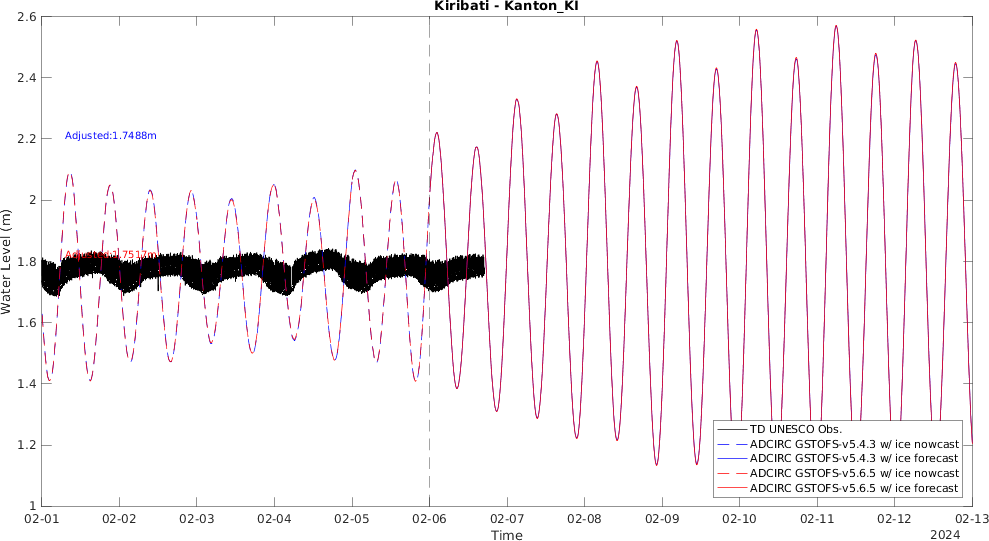 Kiribati - Kanton_KI
Water Level (m)
2.6
2.4
2.2
2
1.8
1.6
1.4
1.2
1
Adjusted:1.7488m
Adjusted:1.7517m
TD UNESCO Obs.
ADCIRC GSTOFS-v5.4.3 w/ ice nowcast
ADCIRC GSTOFS-v5.4.3 w/ ice forecast
ADCIRC GSTOFS-v5.6.5 w/ ice nowcast
ADCIRC GSTOFS-v5.6.5 w/ ice forecast
02-01 02-02 02-03 02-04 02-05 02-06 02-07 02-08 02-09 02-10 02-11 02-12 02-13
Time
2024